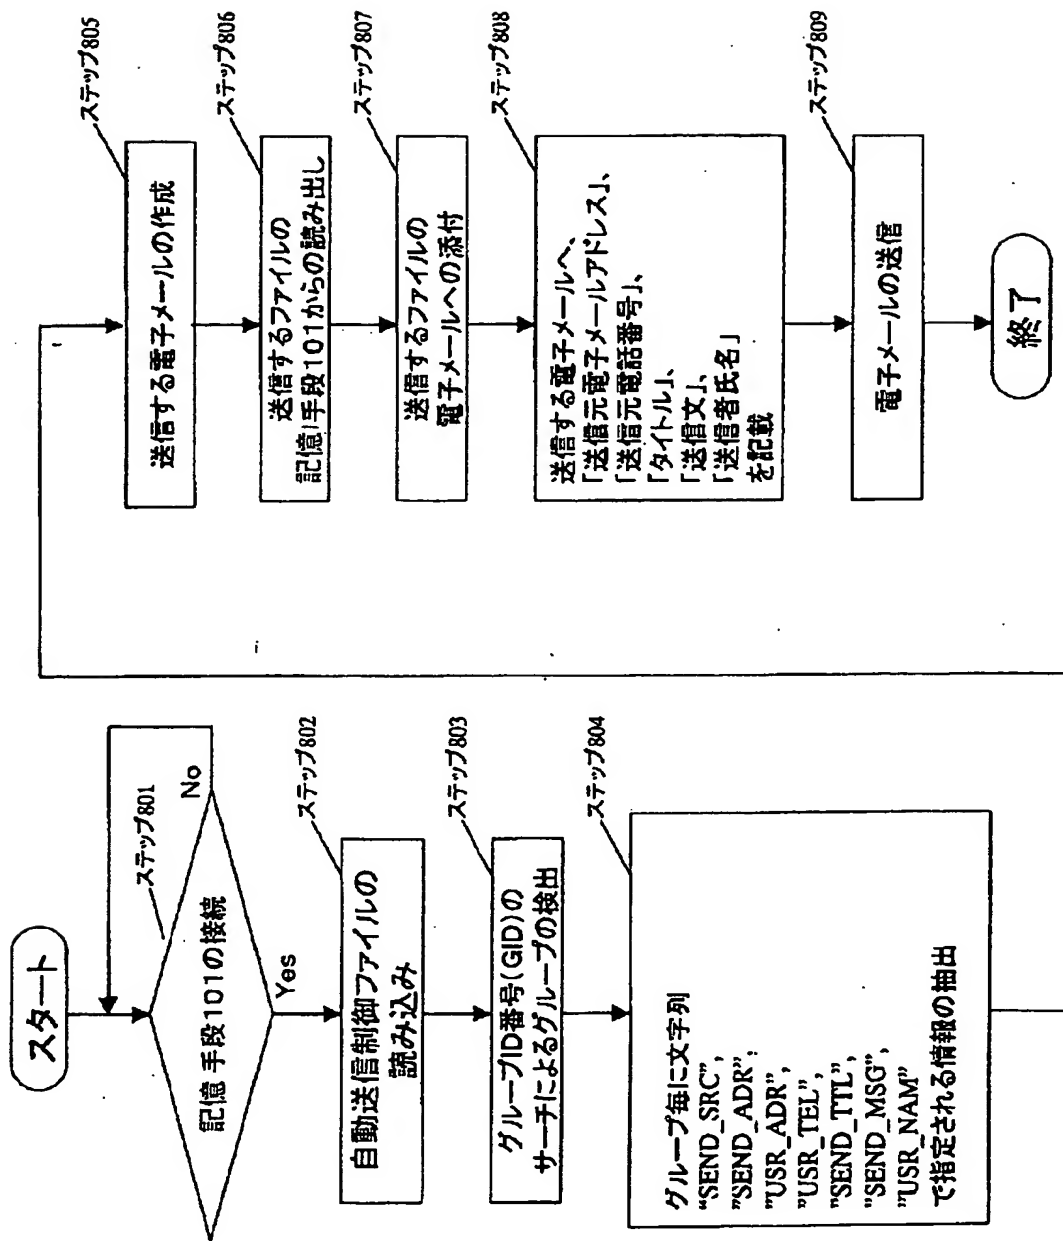 スタート
ステップ801
記憶手段101の接続
No
Yes
ステップ802
自動送信制御ファイルの
読み込み
ステップ803
グループID番号(GID)の
サーチによるグループの検出
ステップ804
グループ毎に文字列
“SEND_SRC”,
”SEND_ADR”,
”USR_ADR”,
”USR_TEL”,
”SEND_TTL”,
”SEND_MSG”,
”USR_NAM”
で指定される情報の抽出
ステップ805
送信する電子メールの作成
ステップ806
送信するファイルの
記憶手段101からの読み出し
ステップ807
送信するファイルの
電子メールへの添付
ステップ808
送信する電子メールへ、
「送信元電子メールアドレス」、
「送信元電話番号」、
「タイトル」、
「送信文」、
「送信者氏名」
を記載
ステップ809
電子メールの送信
終了